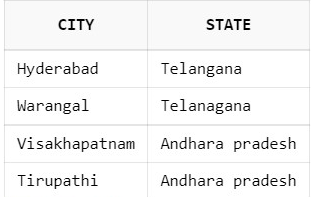 CITY STATE
Hyderabad Telangana
Warangal Telanagana
Visakhapatnam Andhara pradesh
Tirupathi Andhara pradesh